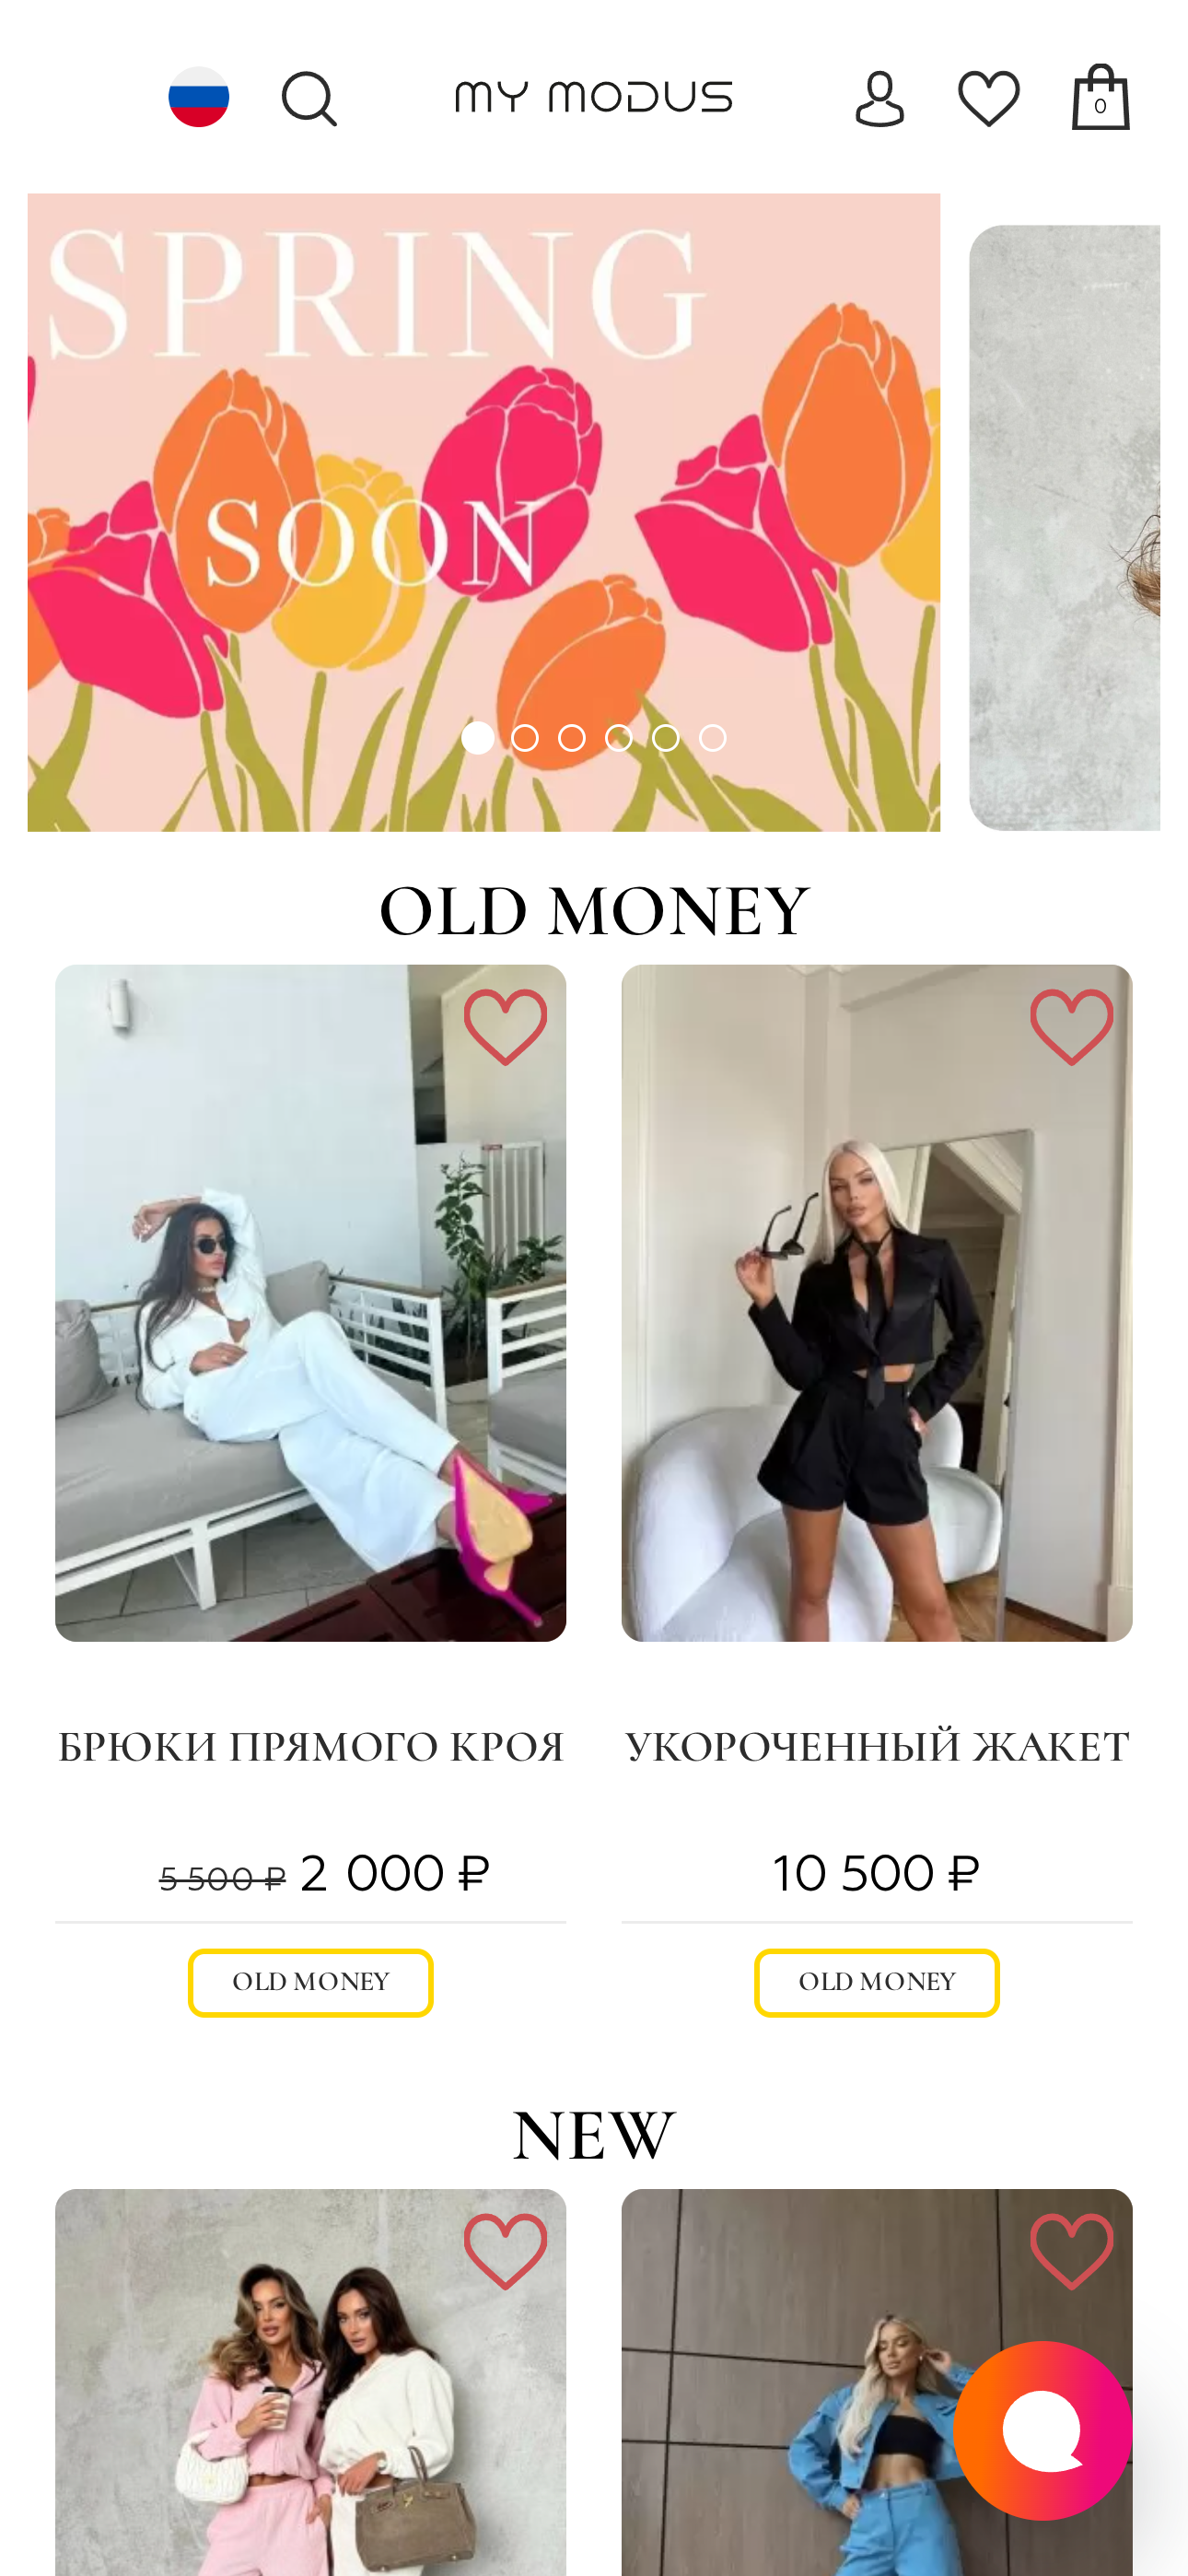 MY MODUS
0
SPRING
SOON
OLD MONEY
БРЮКИ ПРЯМОГО КРОЯ
УКОРОЧЕННЫЙ ЖАКЕТ
5 500 ₽ 2 000 ₽
10 500 ₽
OLD MONEY
OLD MONEY
NEW